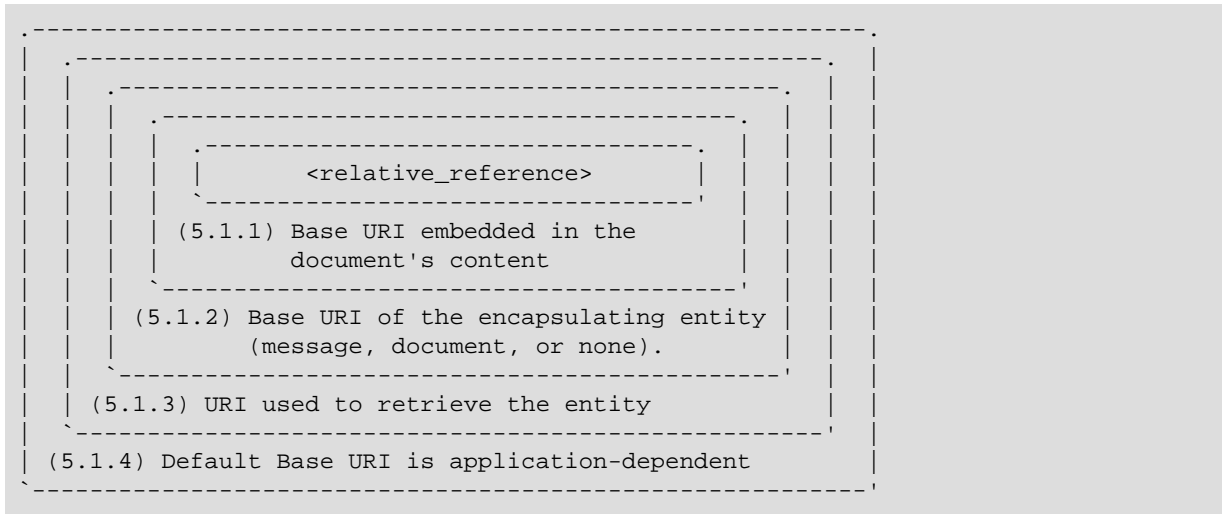 <relative_reference>
(5.1.1) Base URI embedded in the
document's content
(5.1.2) Base URI of the encapsulating entity
(message, document, or none).
(5.1.3) URI used to retrieve the entity
(5.1.4) Default Base URI is application-dependent